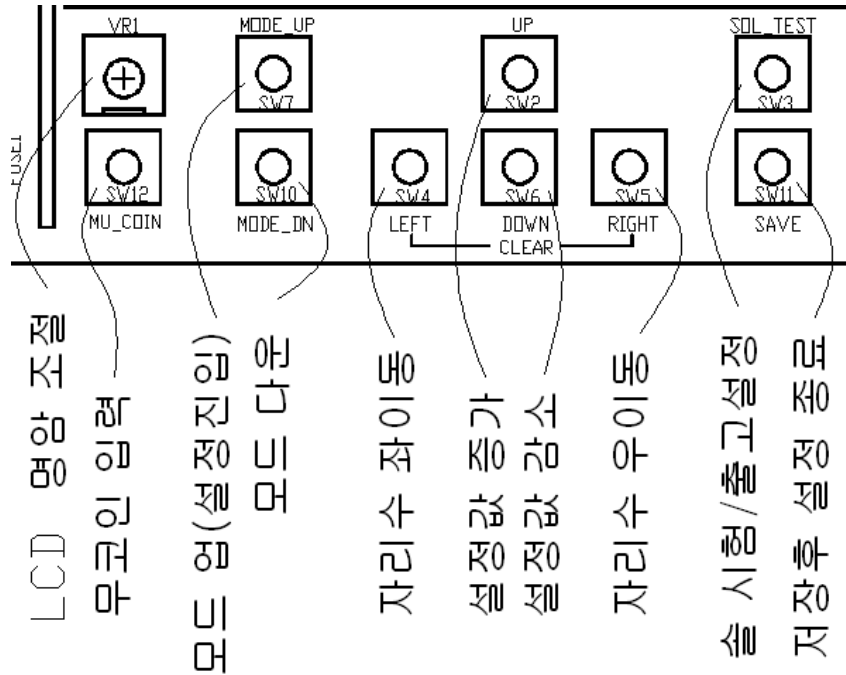 VR1
MODE_UP
UP
SOL_TEST
SW7
SW2
SW3
FUSE1
SW12
SW10
SW4
SW6
SW5
SW11
MU_COIN
MODE_DN
LEFT
DOWN
RIGHT
SAVE
CLEAR
LCD 명암 조절
무코인 입력
모드 업(설정진입)
모드 다운
자리수 좌이동
설정값 증가
설정값 감소
자리수 우이동
솔 시험/출고설정
저장후 설정 종료